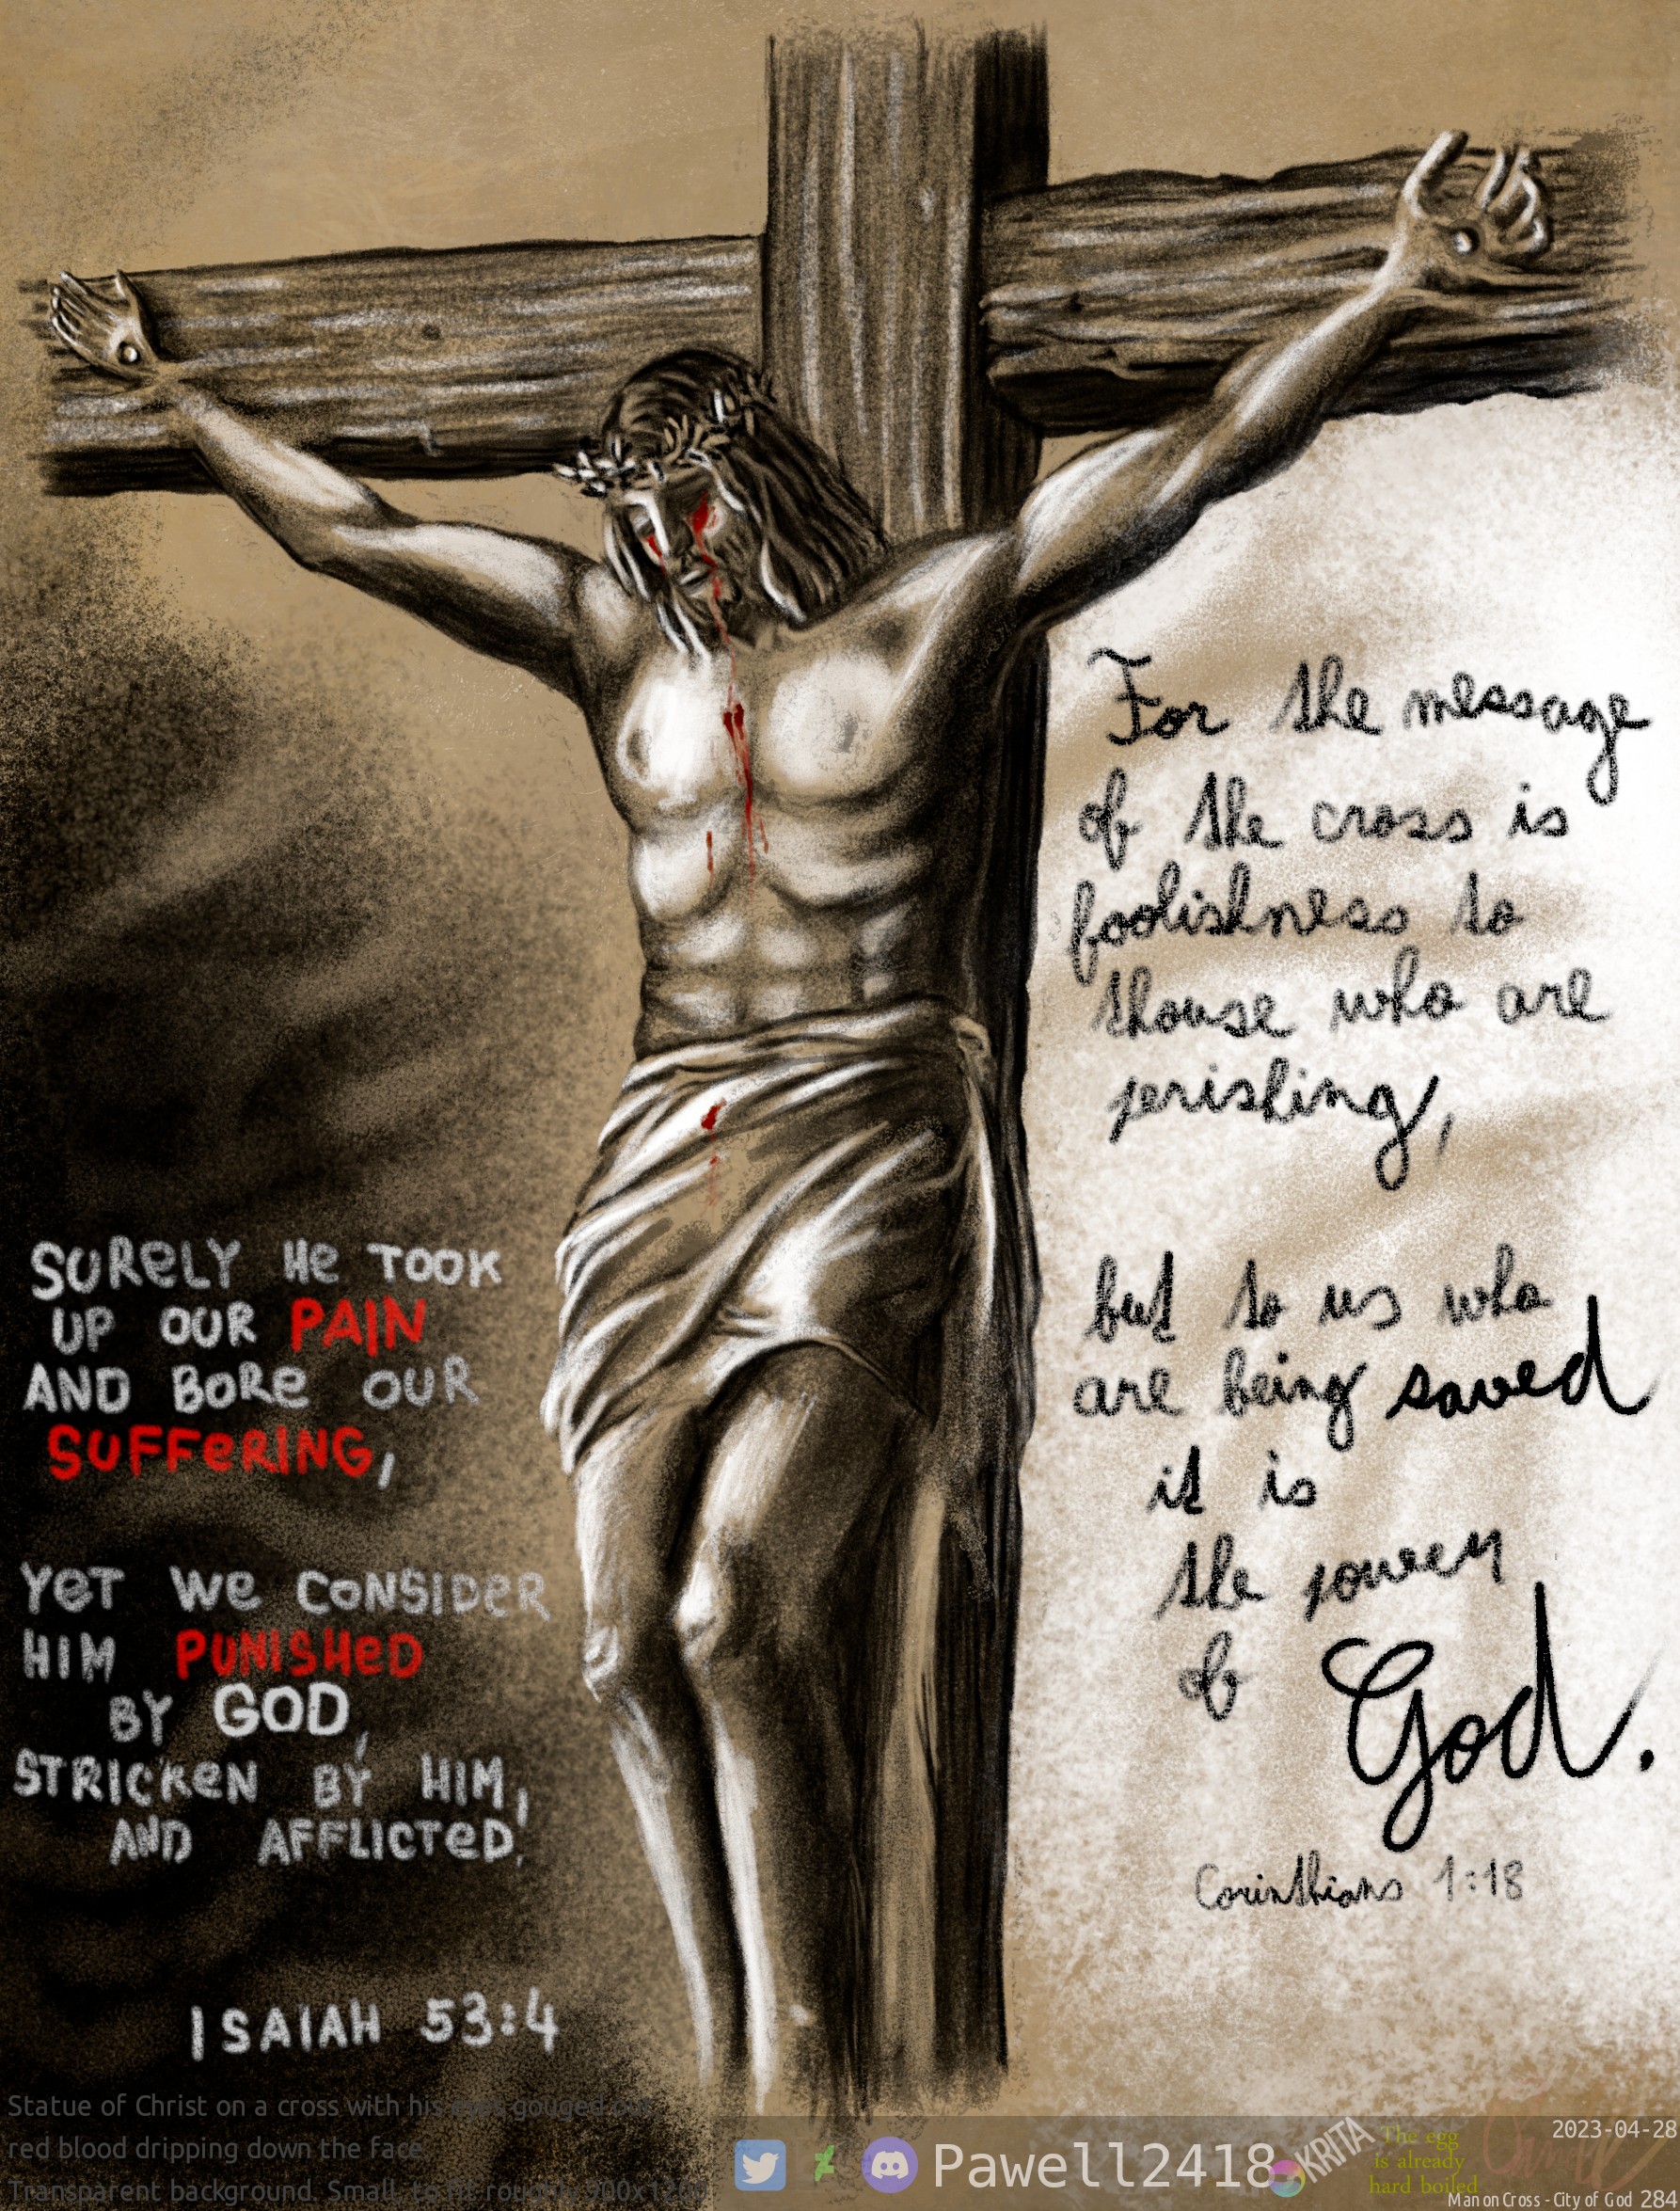 SURELY HE TOOK
UP OUR PAIN
AND BORE OUR
SUFFERING,
YET WE CONSIDER
HIM PUNISHED
BY GOD,
STRICKEN BY HIM,
AND AFFLICTED.
ISAIAH 53:4
For the message
of the cross is
foolishness to
thouse who are
perishing,
but to us who
are being saved
it is
the power
of God.
Corinthians 1:18
Statue of Christ on a cross with his eyes gouged out,
red blood dripping down the face.
Transparent background. Small, to fit roughly 900x1200
Pawell2418
KRITA
The egg
is already
hard boiled
2023-04-28
Man on Cross - City of God 284